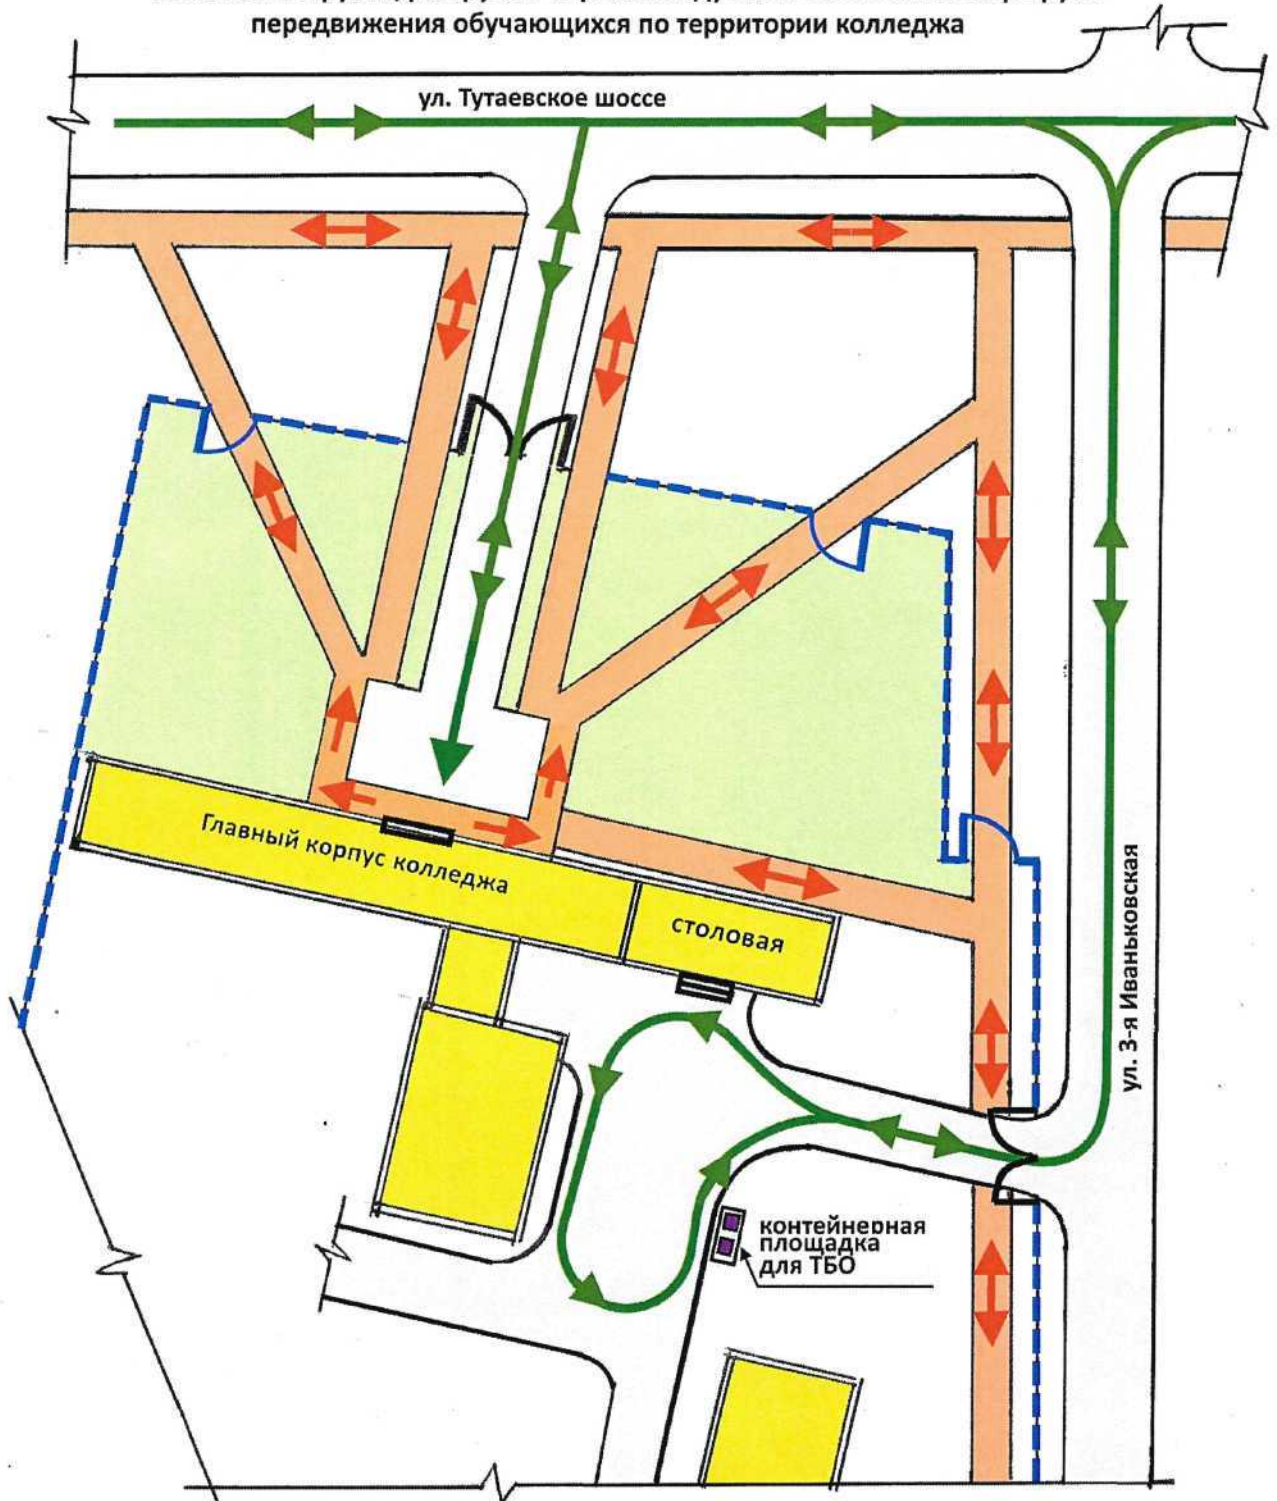 передвижения обучающихся по территории колледжа
ул. Тутаевское шоссе
Главный корпус колледжа
столовая
ул. 3-я Иваньковская
контейнерная
площадка
для ТБО